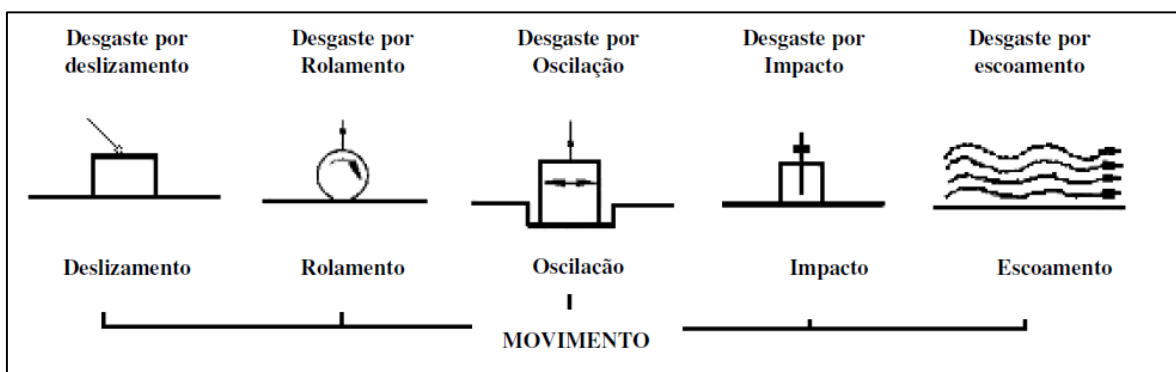 Desgaste por deslizamento
Desgaste por Rolamento
Desgaste por Oscilação
Desgaste por Impacto
Desgaste por escoamento
Deslizamento
Rolamento
Oscilação
Impacto
Escoamento
MOVIMENTO